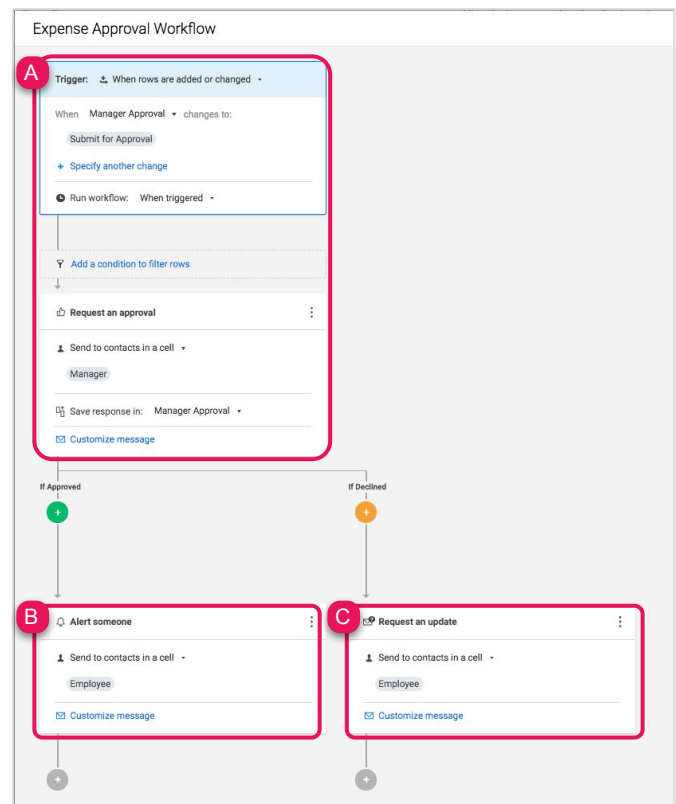 Expense Approval Workflow
A
Trigger: When rows are added or changed
When Manager Approval changes to:
Submit for Approval
+ Specify another change
Run workflow: When triggered
Add a condition to filter rows
Request an approval
Send to contacts in a cell
Manager
Save response in: Manager Approval
Customize message
If Approved
If Declined
+
+
B
Alert someone
Send to contacts in a cell
Employee
Customize message
C
Request an update
Send to contacts in a cell
Employee
Customize message
+
+